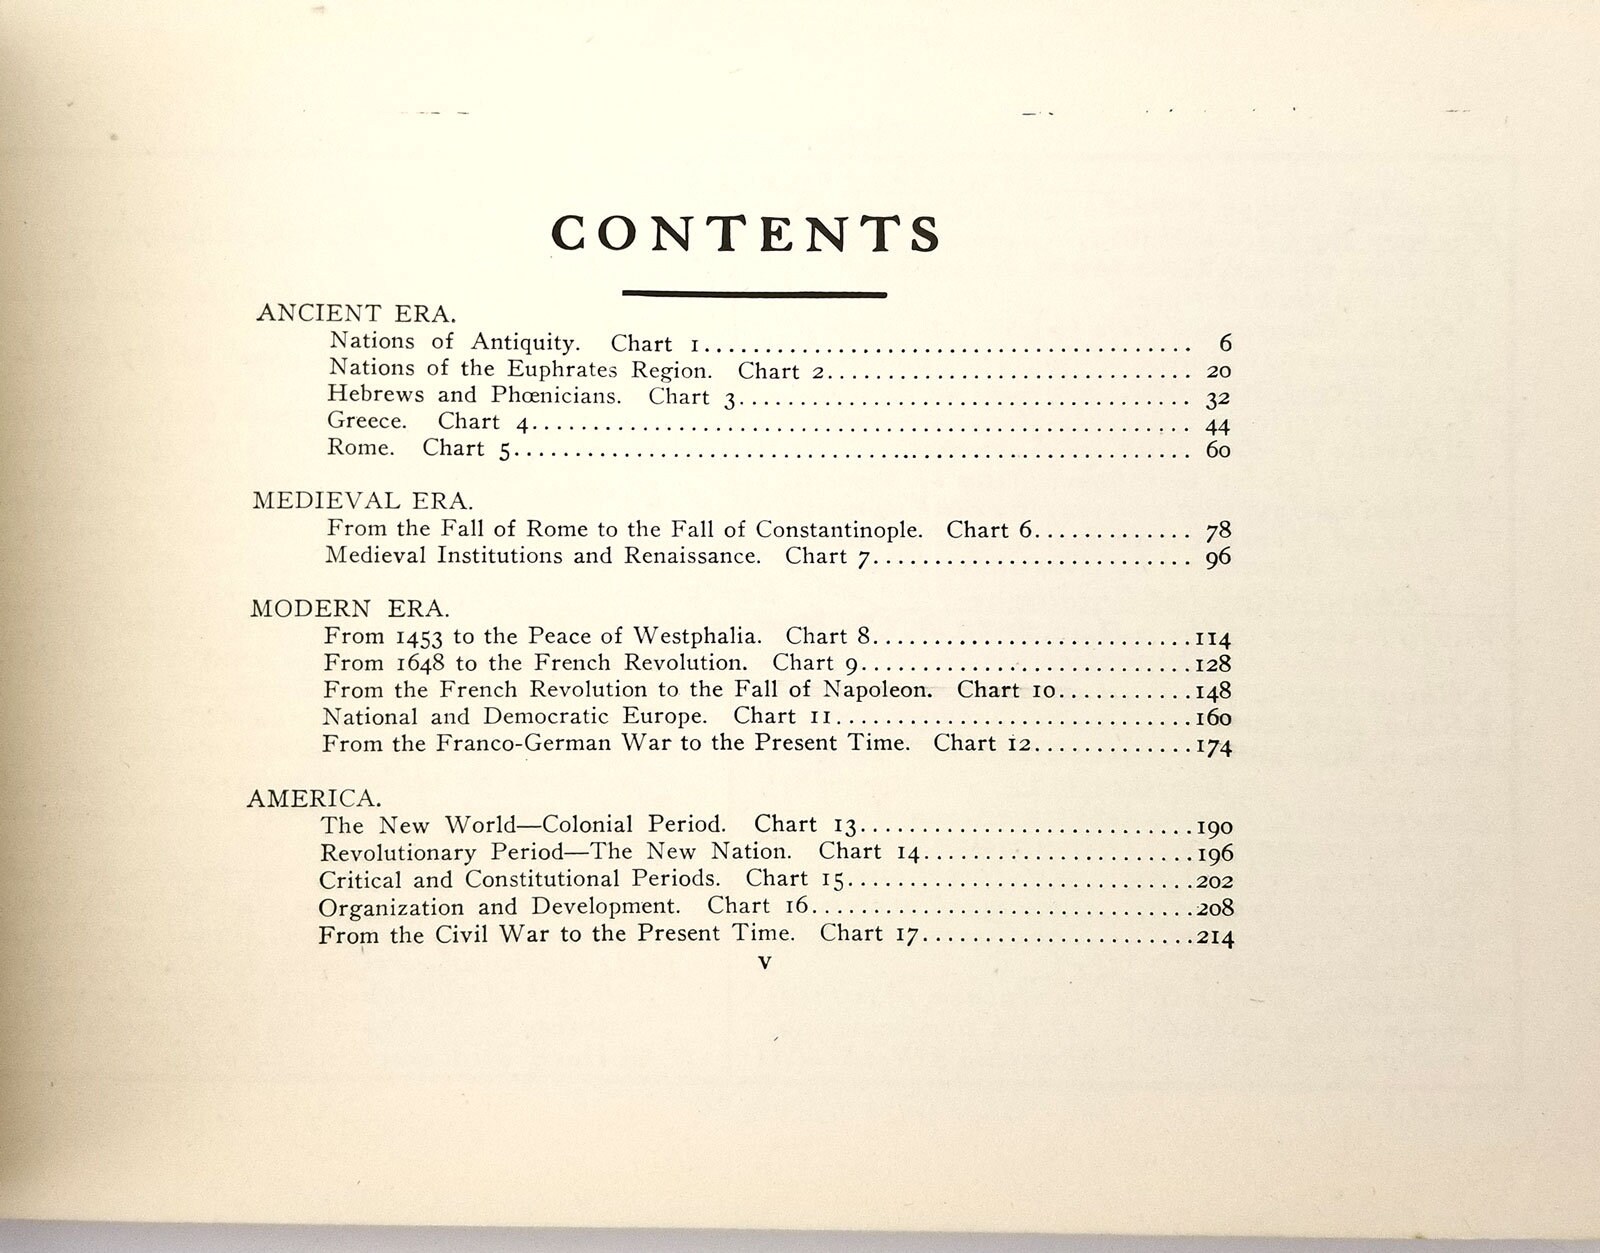 CONTENTS
ANCIENT ERA.
Nations of Antiquity. Chart 1........................................ 6
Nations of the Euphrates Region. Chart 2.............................. 20
Hebrews and Phœnicians. Chart 3..................................... 32
Greece. Chart 4...................................................... 44
Rome. Chart 5........................................................ 60
MEDIEVAL ERA.
From the Fall of Rome to the Fall of Constantinople. Chart 6............. 78
Medieval Institutions and Renaissance. Chart 7.......................... 96
MODERN ERA.
From 1453 to the Peace of Westphalia. Chart 8..........................114
From 1648 to the French Revolution. Chart 9...........................128
From the French Revolution to the Fall of Napoleon. Chart 10...........148
National and Democratic Europe. Chart 11.............................160
From the Franco-German War to the Present Time. Chart 12.............174
AMERICA.
The New World—Colonial Period. Chart 13...........................190
Revolutionary Period—The New Nation. Chart 14......................196
Critical and Constitutional Periods. Chart 15............................202
Organization and Development. Chart 16...............................208
From the Civil War to the Present Time. Chart 17......................214
v